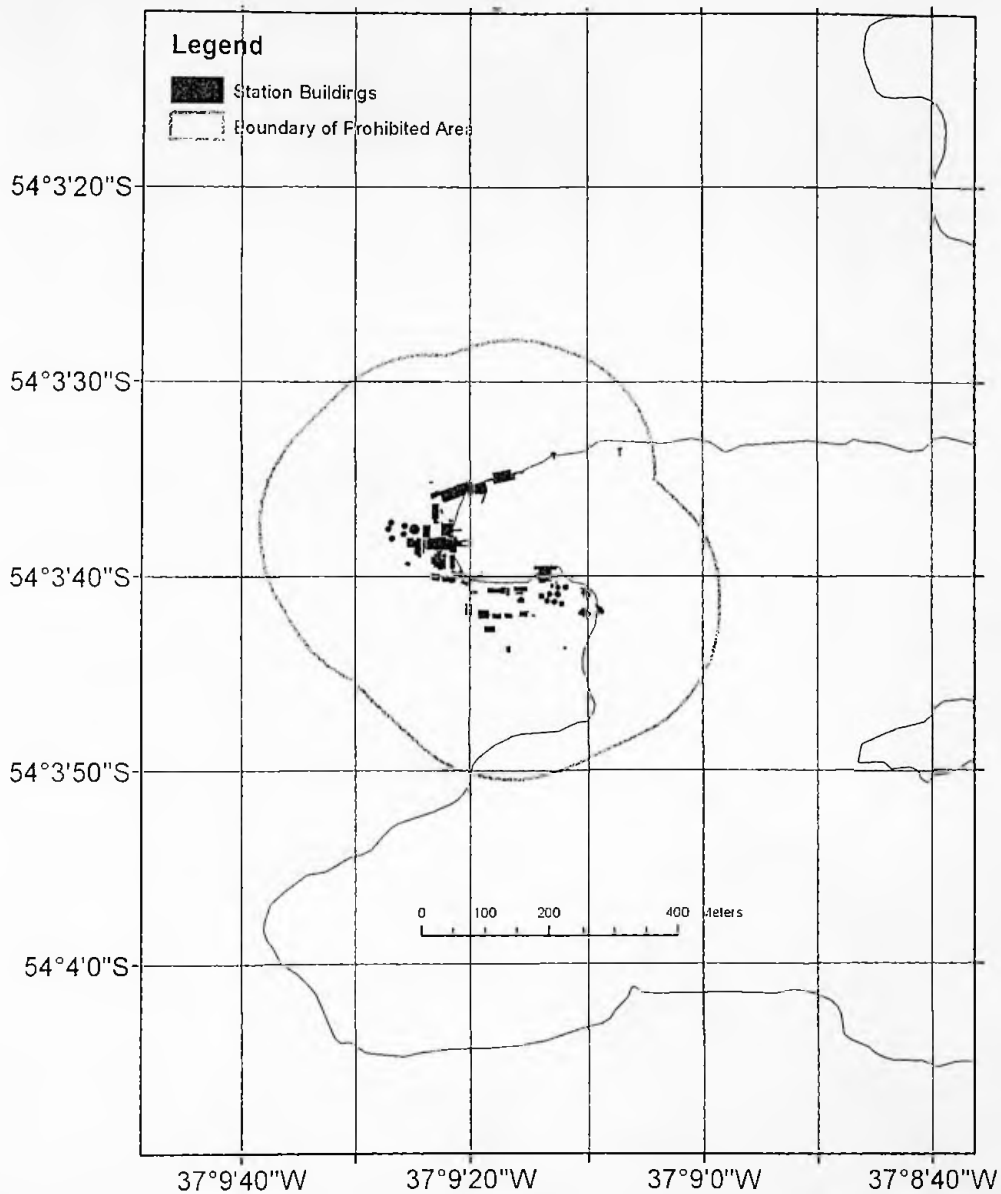 Legend
Station Buildings
Boundary of Prohibited Area
54°3'20"S
54°3'30"S
54°3'40"S
54°3'50"S
0 100 200 400 Meters
54°4'0"S
37°9'40"W 37°9'20"W 37°9'0"W 37°8'40"W